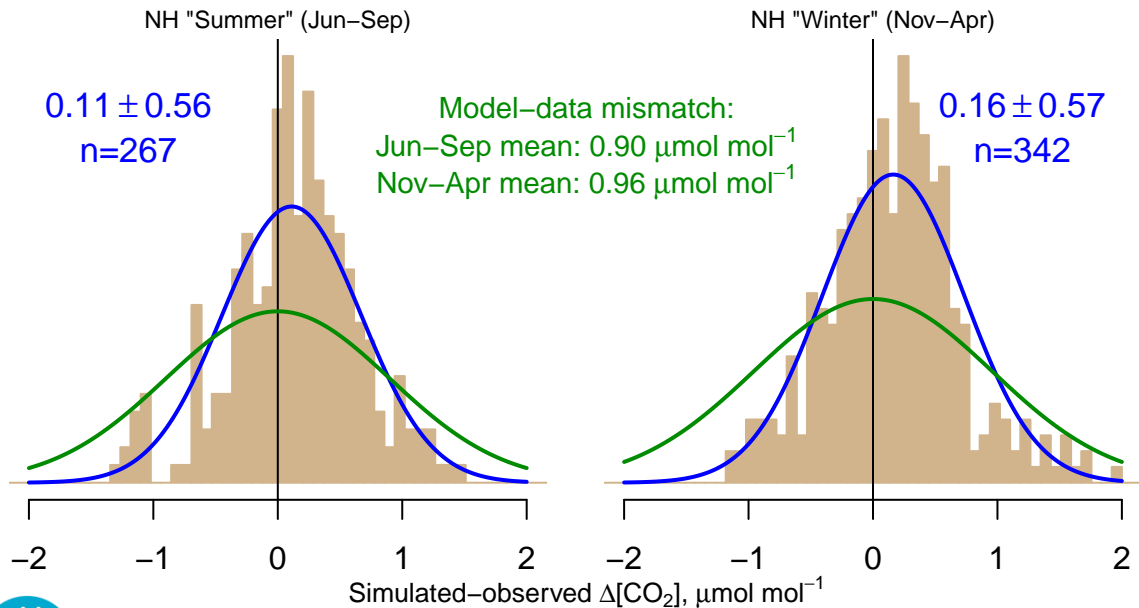 NH "Summer" (Jun−Sep)
0.11 ± 0.56
n=267
Model−data mismatch:
Jun−Sep mean: 0.90 μmol mol⁻¹
Nov−Apr mean: 0.96 μmol mol⁻¹
NH "Winter" (Nov−Apr)
0.16 ± 0.57
n=342
−2 −1 0 1 2
−2 −1 0 1 2
Simulated−observed Δ[CO₂], μmol mol⁻¹